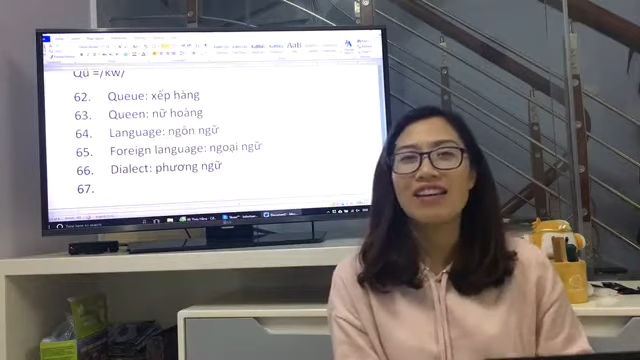 Qu =/kw/
62. Queue: xếp hàng
63. Queen: nữ hoàng
64. Language: ngôn ngữ
65. Foreign language: ngoại ngữ
66. Dialect: phương ngữ
67.